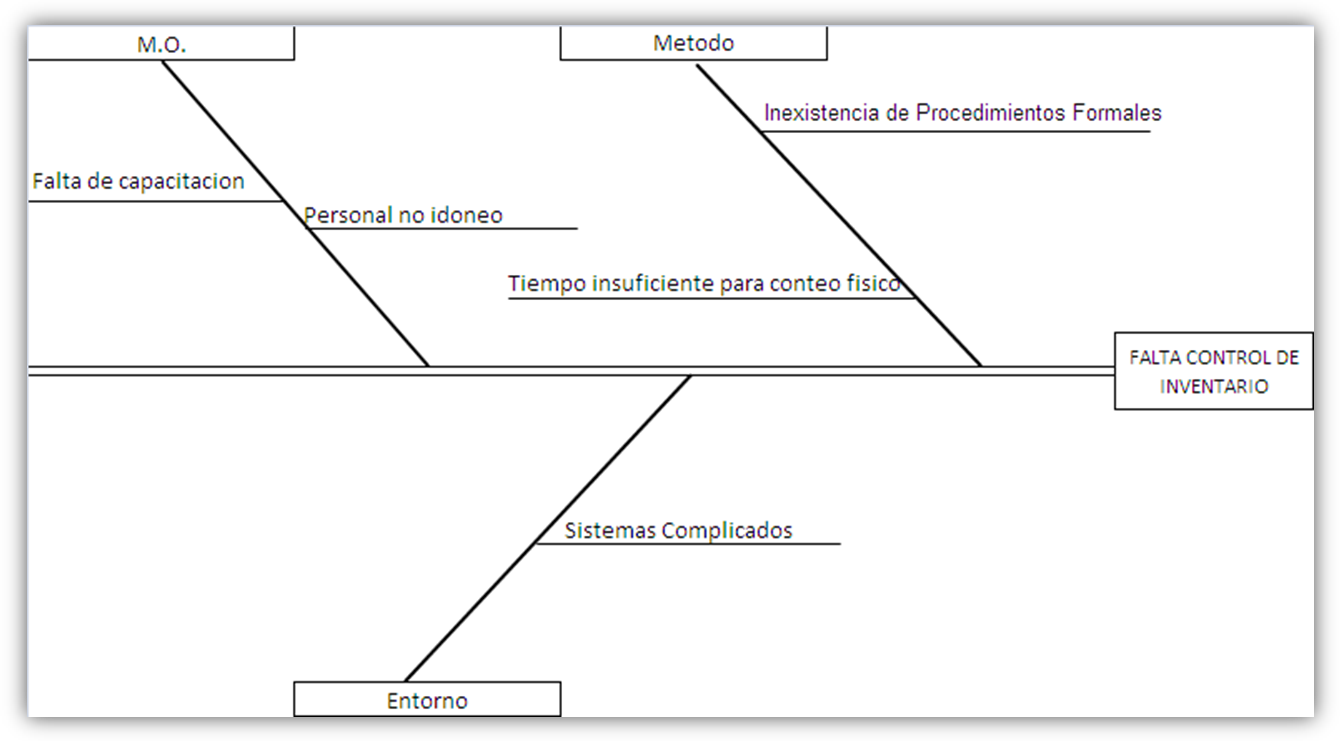 M.O.
Metodo
Inexistencia de Procedimientos Formales
Falta de capacitacion
Personal no idoneo
Tiempo insuficiente para conteo fisico
FALTA CONTROL DE
INVENTARIO
Sistemas Complicados
Entorno